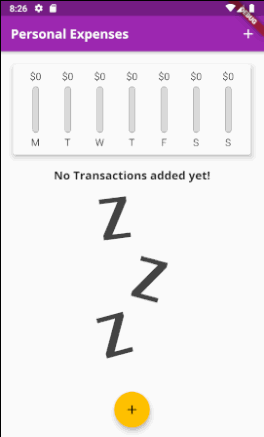 8:26
DEBUG
Personal Expenses
+
$0 $0 $0 $0 $0 $0 $0
M T W T F S S
No Transactions added yet!
Z
Z
Z
+